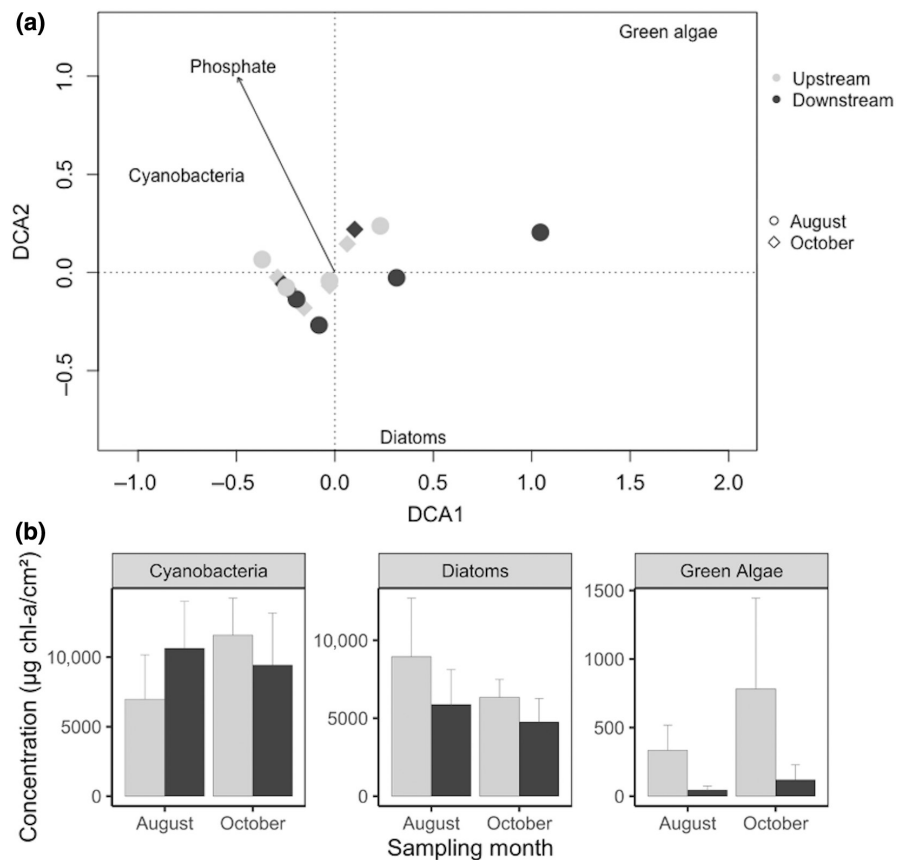 (a)
Green algae
Phosphate
Cyanobacteria
Diatoms
1.0
0.5
0.0
−0.5
DCA2
−1.0 −0.5 0.0 0.5 1.0 1.5 2.0
DCA1
Upstream
Downstream
August
October
(b)
Concentration (µg chl-a/cm²)
Cyanobacteria
10,000
5000
0
August October
Diatoms
10,000
5000
0
August October
Green Algae
1500
1000
500
0
August October
Sampling month